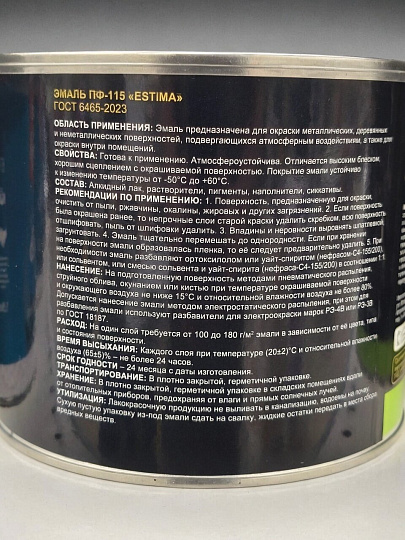 ЭМАЛЬ ПФ-115 «ESTIMA»
ГОСТ 6465-2023
ОБЛАСТЬ ПРИМЕНЕНИЯ: Эмаль предназначена для окраски металлических, деревянных
и неметаллических поверхностей, подвергающихся атмосферным воздействиям, а также для
окраски внутри помещений.
СВОЙСТВА: Готова к применению. Атмосфероустойчива. Отличается высоким блеском,
хорошим сцеплением с окрашиваемой поверхностью. Покрытие эмали устойчиво
к изменению температуры от -50°С до +60°С.
СОСТАВ: Алкидный лак, растворители, пигменты, наполнители, сиккативы.
РЕКОМЕНДАЦИИ ПО ПРИМЕНЕНИЮ: 1. Поверхность, предназначенную для окраски,
очистить от пыли, ржавчины, окалины, жировых и других загрязнений. 2. Если поверхность
была окрашена ранее, то непрочные слои старой краски удалить скребком, всю поверхность
отшлифовать, пыль от шлифовки удалить. 3. Впадины и неровности выровнять шпатлевкой,
загрунтовать. 4. Эмаль тщательно перемешать до однородности. Если при хранении
на поверхности эмали образовалась пленка, то её следует предварительно удалить. 5. При
необходимости эмаль разбавляют ортоксилолом или уайт-спиритом (нефрасом-С4-155/200),
или сольвентом, или смесью сольвента и уайт-спирита (нефраса-С4-155/200) в соотношении 1:1
НАНЕСЕНИЕ: На подготовленную поверхность методами пневматического распыления,
струйного облива, окунанием или кистью при температуре окрашиваемой поверхности
и окружающего воздуха не ниже 15°С и относительной влажности воздуха не более 80%.
Допускается нанесение эмали методом электростатического распыления, при этом для
разбавления эмали используют разбавители для электроокраски марок РЭ-4В или РЭ-3В
по ГОСТ 18187.
РАСХОД: На один слой требуется от 100 до 180 г/м² эмали в зависимости от её цвета, типа
и состояния поверхности.
ВРЕМЯ ВЫСЫХАНИЯ: Каждого слоя при температуре (20±2)°С и относительной влажности
воздуха (65±5)% – не более 24 часов.
СРОК ГОДНОСТИ – 24 месяца с даты изготовления.
ТРАНСПОРТИРОВАНИЕ: В плотно закрытой, герметичной упаковке.
ХРАНЕНИЕ: В плотно закрытой, герметичной упаковке в складских помещениях вдали
от отопительных приборов, предохраняя от влаги и прямых солнечных лучей.
УТИЛИЗАЦИЯ: Лакокрасочную продукцию не выливать в канализацию, водоемы на почву.
Сухую пустую упаковку из-под эмали сдать на свалку, жидкие остатки передать в места сбора
вредных веществ.